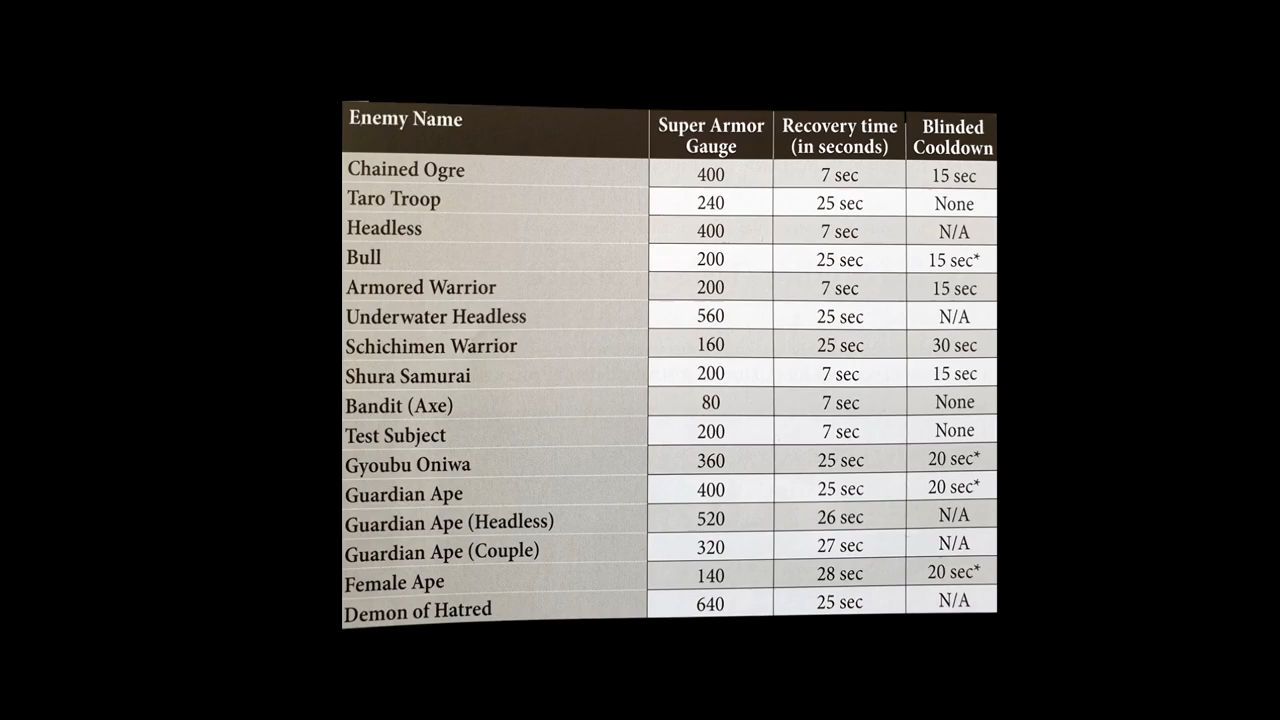 Enemy Name Super Armor Gauge Recovery time (in seconds) Blinded Cooldown
Chained Ogre 400 7 sec 15 sec
Taro Troop 240 25 sec None
Headless 400 7 sec N/A
Bull 200 25 sec 15 sec*
Armored Warrior 200 7 sec 15 sec
Underwater Headless 560 25 sec N/A
Schichimen Warrior 160 25 sec 30 sec
Shura Samurai 200 7 sec 15 sec
Bandit (Axe) 80 7 sec None
Test Subject 200 7 sec None
Gyoubu Oniwa 360 25 sec 20 sec*
Guardian Ape 400 25 sec 20 sec*
Guardian Ape (Headless) 520 26 sec N/A
Guardian Ape (Couple) 320 27 sec N/A
Female Ape 140 28 sec 20 sec*
Demon of Hatred 640 25 sec N/A